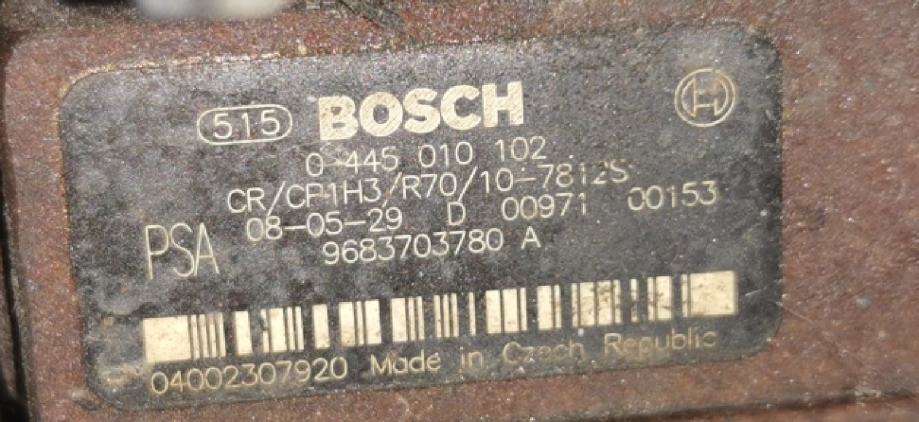 515 BOSCH
0 445 010 102
CR/CP1H3/R70/10-7812S
08-05-29 D 00971 00153
PSA 9683703780 A
04002307920 Made in Czech Republic